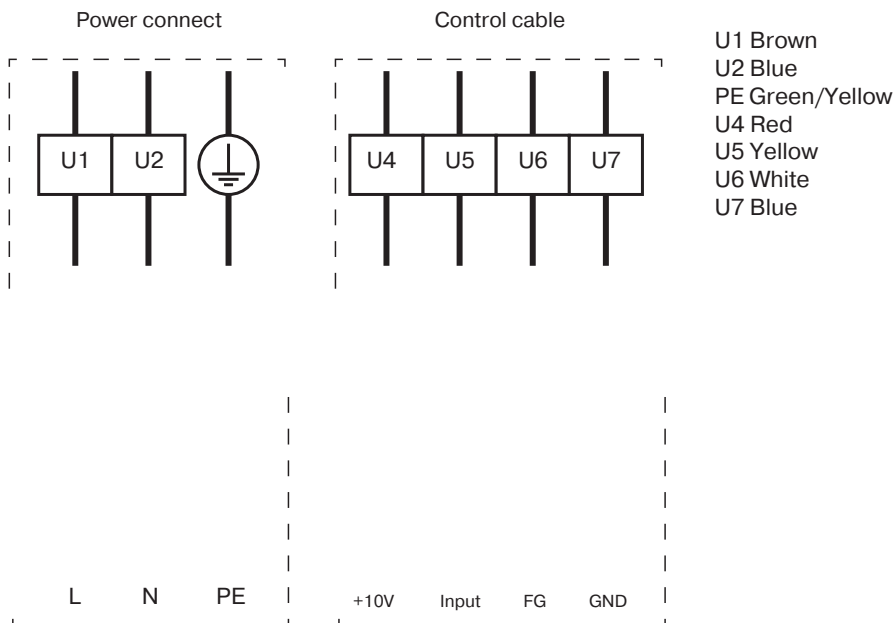 Power connect
Control cable
U1 Brown
U2 Blue
PE Green/Yellow
U4 Red
U5 Yellow
U6 White
U7 Blue
U1 U2
U4 U5 U6 U7
L N PE
+10V Input FG GND